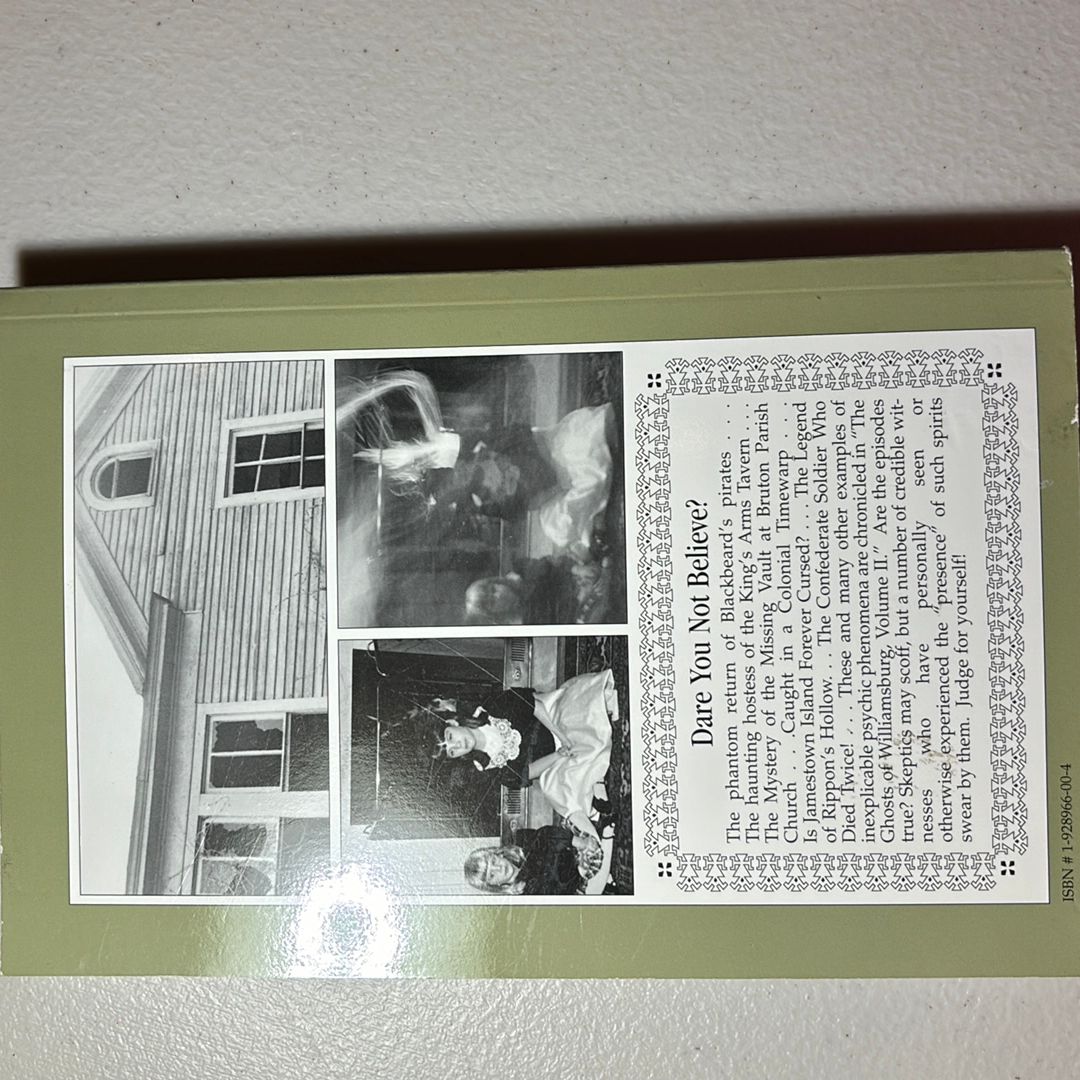 Dare You Not Believe?
The phantom return of Blackbeard's pirates . . . .
The haunting hostess of the King's Arms Tavern . . . .
The Mystery of the Missing Vault at Bruton Parish
Church . . . .Caught in a Colonial Timewarp . . . .
Is Jamestown Island Forever Cursed? . . . . The Legend
of Rippon's Hollow. . . . The Confederate Soldier Who
Died Twice! . . . . These and many other examples of
inexplicable psychic phenomena are chronicled in "The
Ghosts of Williamsburg, Volume II." Are the episodes
true? Skeptics may scoff, but a number of credible wit-
nesses who have personally seen or
otherwise experienced the "presence" of such spirits
swear by them. Judge for yourself!
ISBN # 1-928966-00-4